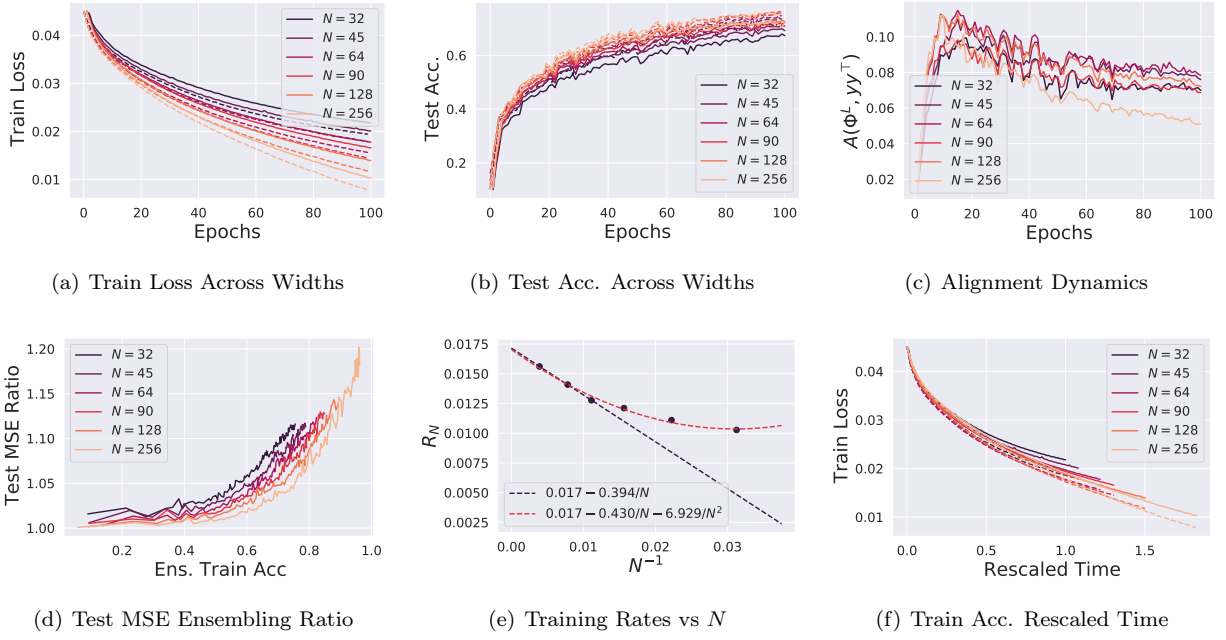 0.04
0.03
0.02
0.01
Train Loss
N = 32
N = 45
N = 64
N = 90
N = 128
N = 256
0 20 40 60 80 100
Epochs
(a) Train Loss Across Widths
0.6
0.4
0.2
Test Acc.
N = 32
N = 45
N = 64
N = 90
N = 128
N = 256
0 20 40 60 80 100
Epochs
(b) Test Acc. Across Widths
0.10
0.08
0.06
0.04
0.02
A(Φ^L, yy^⊤)
N = 32
N = 45
N = 64
N = 90
N = 128
N = 256
0 20 40 60 80 100
Epochs
(c) Alignment Dynamics
1.20
1.15
1.10
1.05
1.00
Test MSE Ratio
N = 32
N = 45
N = 64
N = 90
N = 128
N = 256
0.2 0.4 0.6 0.8 1.0
Ens. Train Acc
(d) Test MSE Ensembling Ratio
0.0175
0.0150
0.0125
0.0100
0.0075
0.0050
0.0025
R_N
0.017 − 0.394/N
0.017 − 0.430/N − 6.929/N²
0.00 0.01 0.02 0.03
N⁻¹
(e) Training Rates vs N
0.04
0.03
0.02
0.01
Train Loss
N = 32
N = 45
N = 64
N = 90
N = 128
N = 256
0.0 0.5 1.0 1.5
Rescaled Time
(f) Train Acc. Rescaled Time